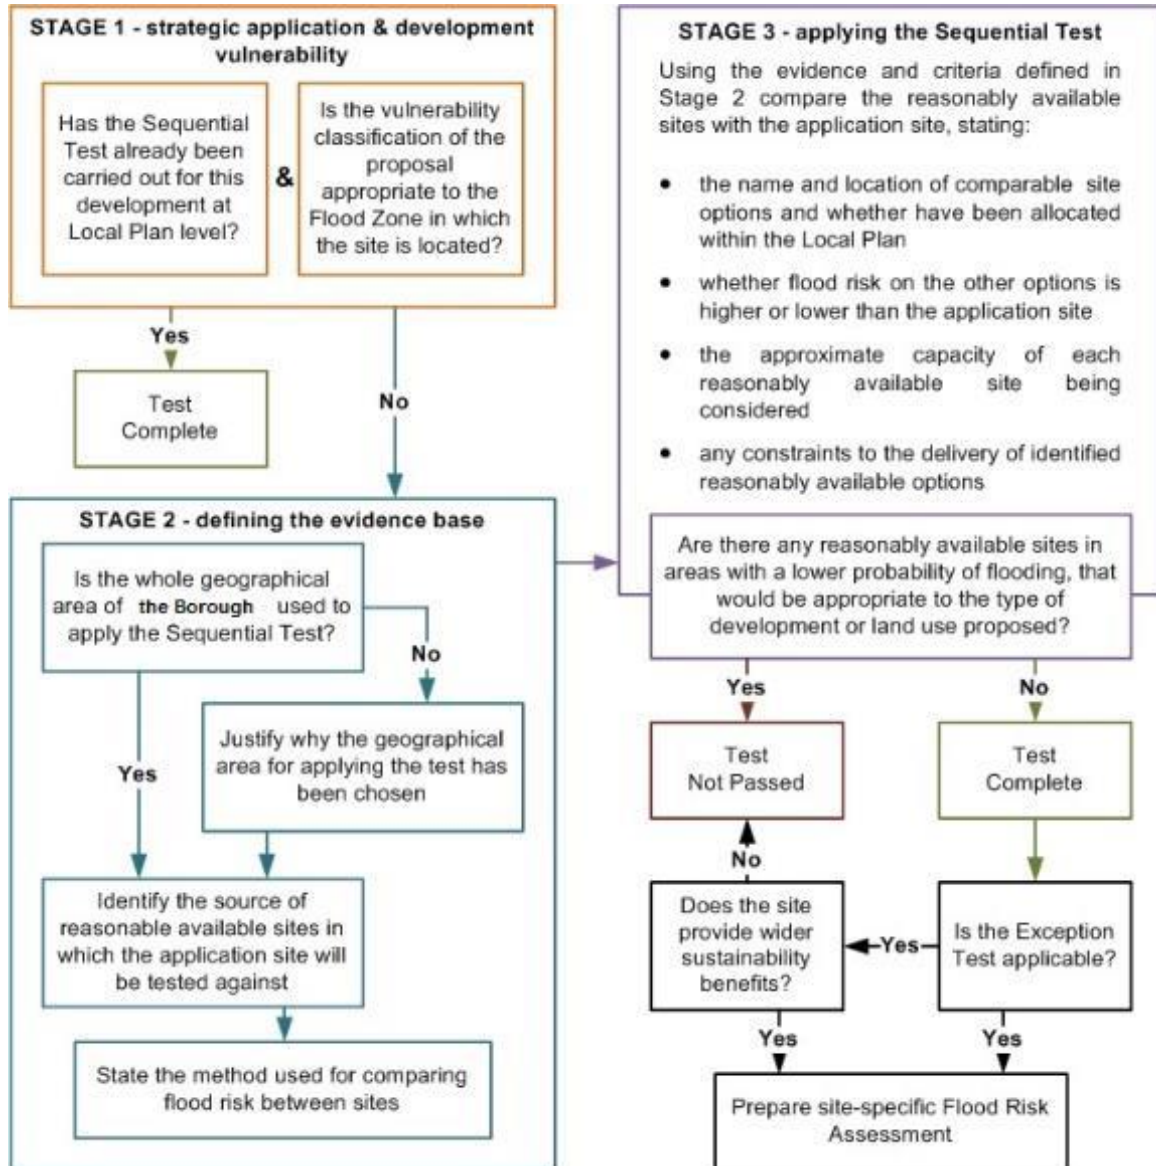 STAGE 1 - strategic application & development
vulnerability
Has the Sequential
Test already been
carried out for this
development at
Local Plan level?
&
Is the vulnerability
classification of the
proposal
appropriate to the
Flood Zone in which
the site is located?
Yes
Test
Complete
No
STAGE 2 - defining the evidence base
Is the whole geographical
area of the Borough used to
apply the Sequential Test?
No
Yes
Justify why the geographical
area for applying the test has
been chosen
Identify the source of
reasonable available sites in
which the application site will
be tested against
State the method used for comparing
flood risk between sites
STAGE 3 - applying the Sequential Test
Using the evidence and criteria defined in
Stage 2 compare the reasonably available
sites with the application site, stating:
• the name and location of comparable site
options and whether have been allocated
within the Local Plan
• whether flood risk on the other options is
higher or lower than the application site
• the approximate capacity of each
reasonably available site being
considered
• any constraints to the delivery of identified
reasonably available options
Are there any reasonably available sites in
areas with a lower probability of flooding, that
would be appropriate to the type of
development or land use proposed?
Yes
No
Test
Not Passed
Test
Complete
No
Does the site
provide wider
sustainability
benefits?
Yes
Is the Exception
Test applicable?
Yes
Yes
Prepare site-specific Flood Risk
Assessment